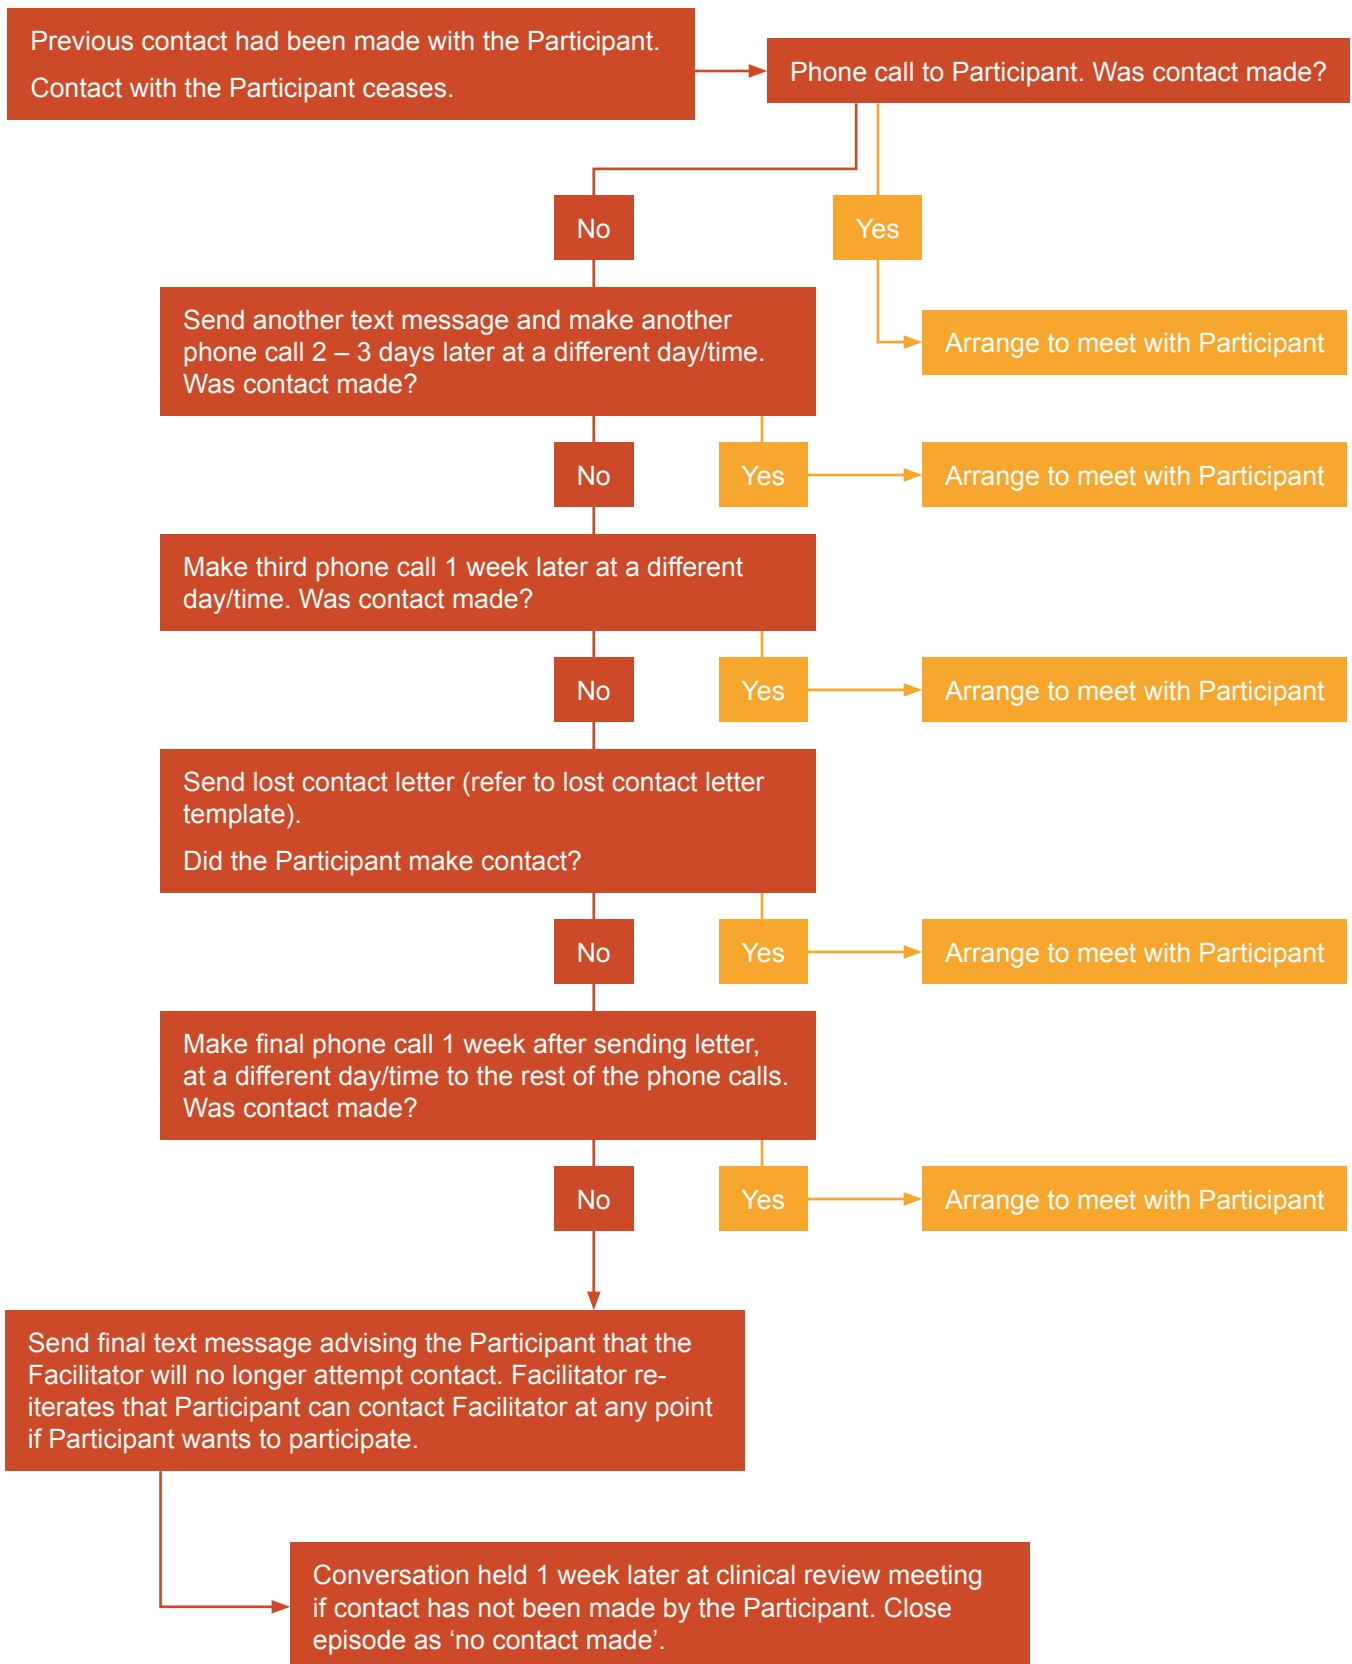 Previous contact had been made with the Participant.
Contact with the Participant ceases.
Phone call to Participant. Was contact made?
No
Yes
Send another text message and make another
phone call 2 – 3 days later at a different day/time.
Was contact made?
Arrange to meet with Participant
No
Yes
Arrange to meet with Participant
Make third phone call 1 week later at a different
day/time. Was contact made?
No
Yes
Arrange to meet with Participant
Send lost contact letter (refer to lost contact letter
template).
Did the Participant make contact?
No
Yes
Arrange to meet with Participant
Make final phone call 1 week after sending letter,
at a different day/time to the rest of the phone calls.
Was contact made?
No
Yes
Arrange to meet with Participant
Send final text message advising the Participant that the
Facilitator will no longer attempt contact. Facilitator re-
iterates that Participant can contact Facilitator at any point
if Participant wants to participate.
Conversation held 1 week later at clinical review meeting
if contact has not been made by the Participant. Close
episode as ‘no contact made’.